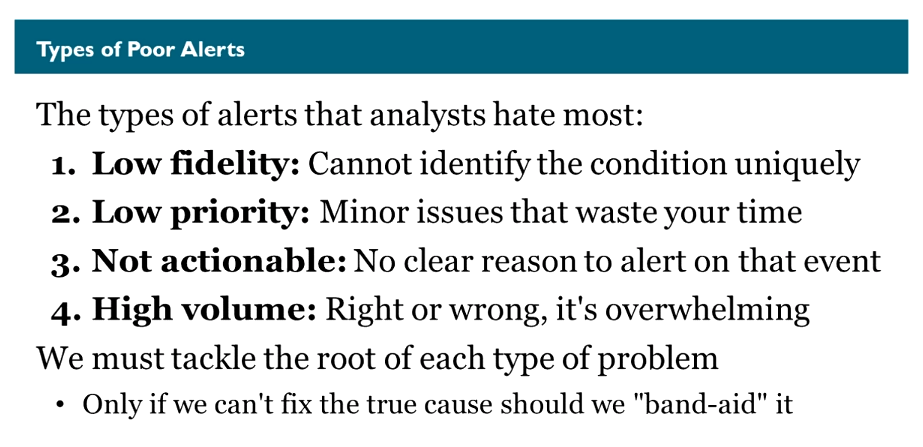 Types of Poor Alerts
The types of alerts that analysts hate most:
1. Low fidelity: Cannot identify the condition uniquely
2. Low priority: Minor issues that waste your time
3. Not actionable: No clear reason to alert on that event
4. High volume: Right or wrong, it's overwhelming
We must tackle the root of each type of problem
• Only if we can't fix the true cause should we "band-aid" it